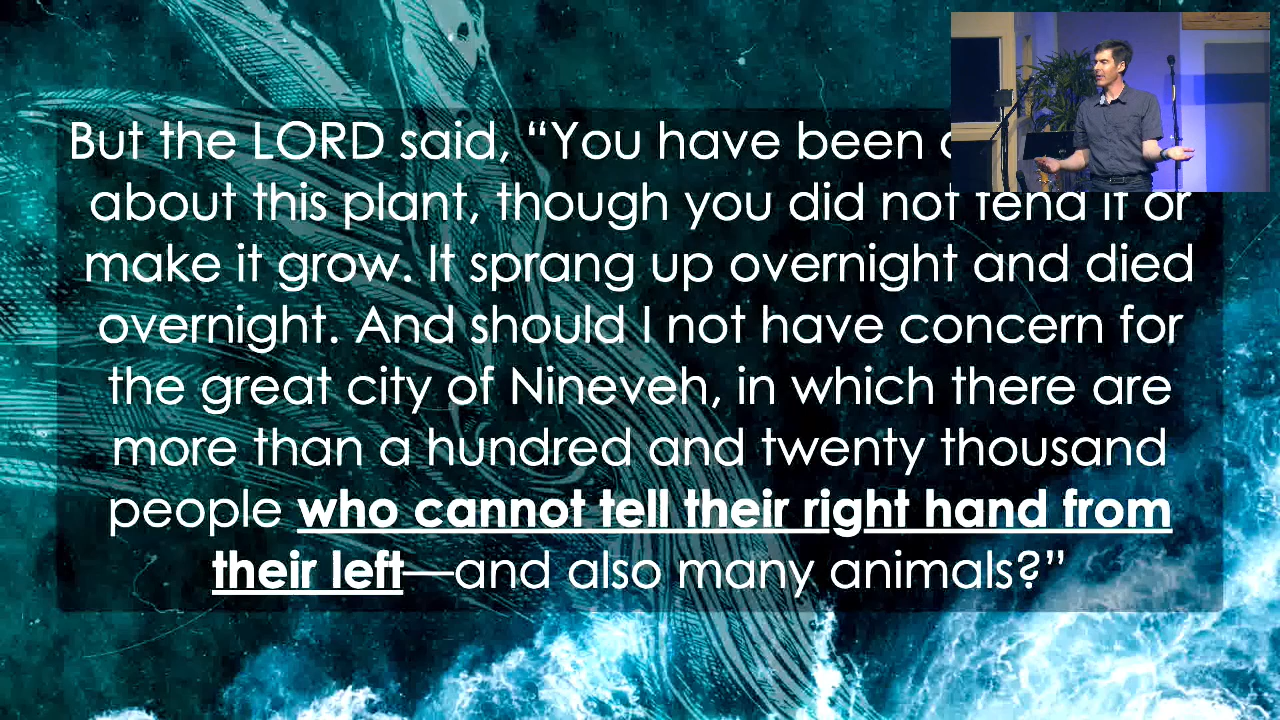 But the LORD said, “You have been
about this plant, though you did not tend it or
make it grow. It sprang up overnight and died
overnight. And should I not have concern for
the great city of Nineveh, in which there are
more than a hundred and twenty thousand
people who cannot tell their right hand from
their left—and also many animals?”